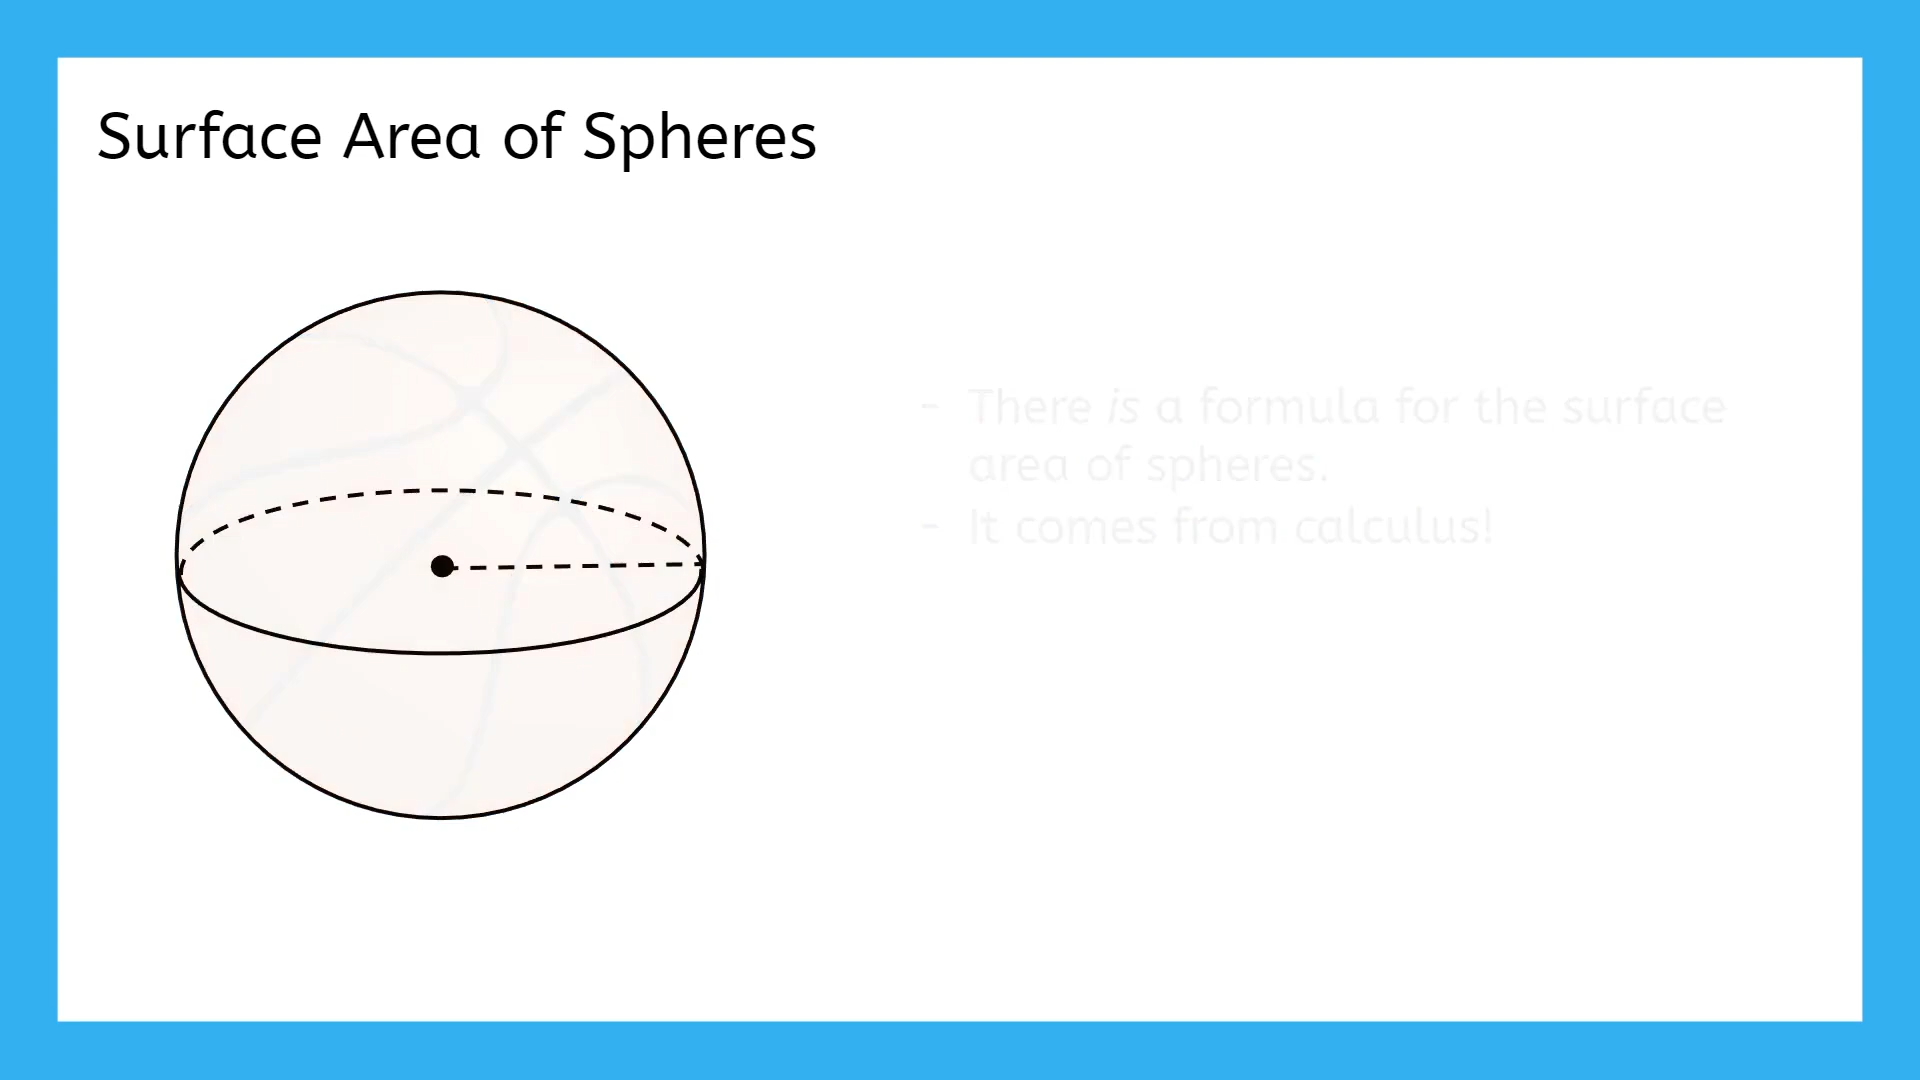 Surface Area of Spheres
- There is a formula for the surface
area of spheres.
- It comes from calculus!